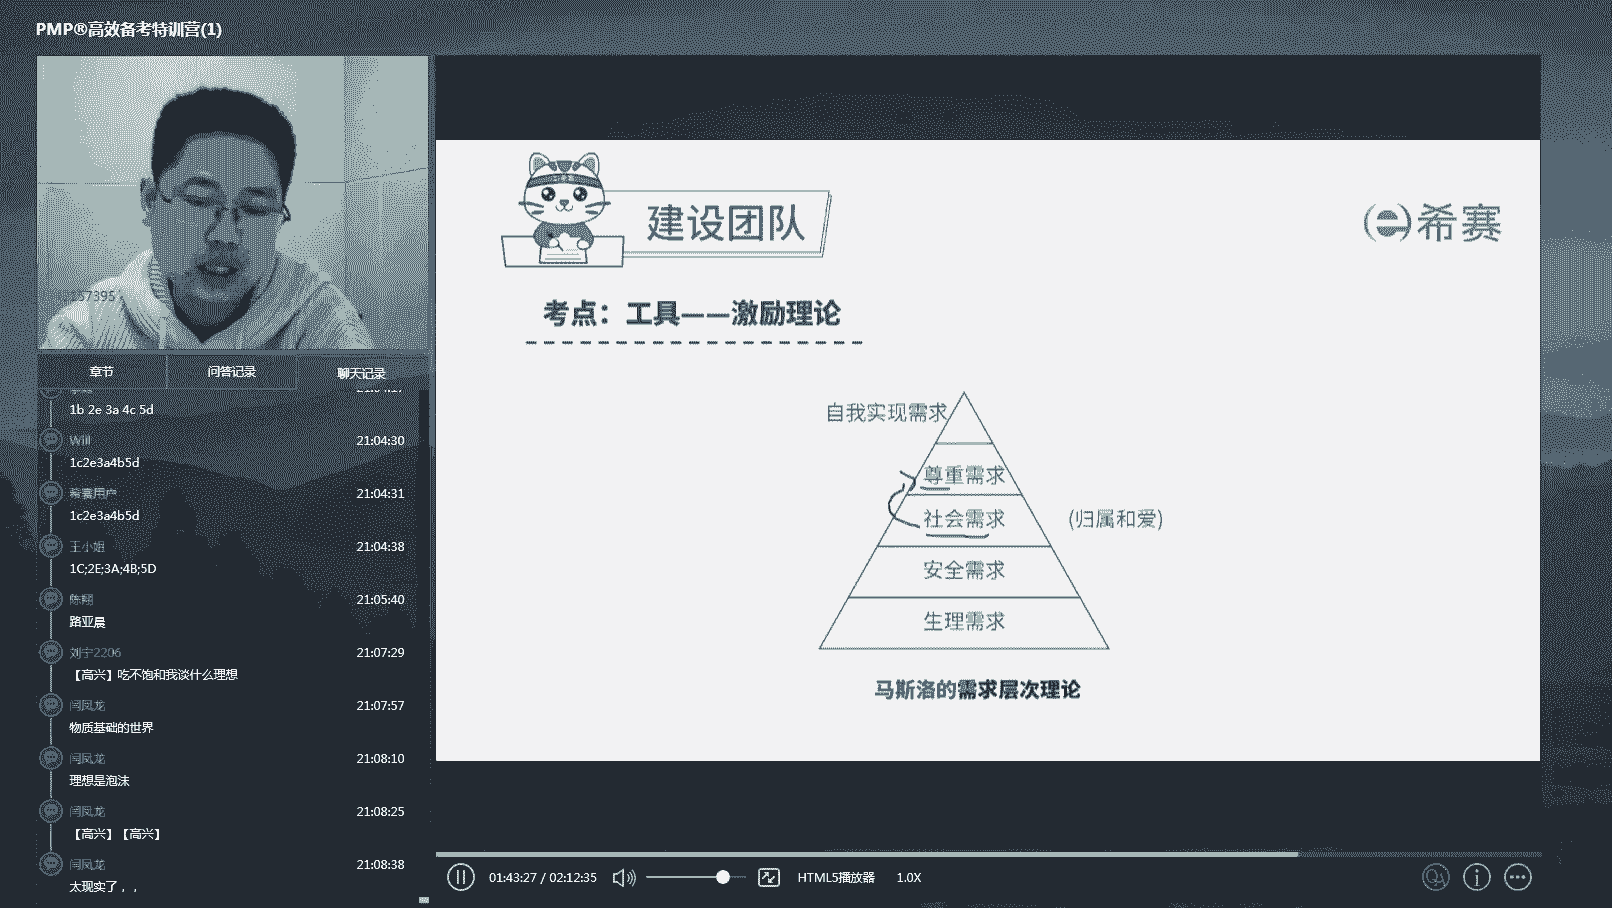 PMP®高效备考特训营(1)
章节
问答记录
聊天记录
1b 2e 3a 4c 5d
Will
21:04:30
1c2e3a4b5d
希赛用户
21:04:31
1c2e3a4b5d
王小姐
21:04:38
1C;2E;3A;4B;5D
陈翔
21:05:40
路亚晨
刘宁2206
21:07:29
【高兴】吃不饱和我谈什么理想
闫凤龙
21:07:57
物质基础的世界
闫凤龙
21:08:10
理想是泡沫
闫凤龙
21:08:25
【高兴】【高兴】
闫凤龙
21:08:38
太现实了，，
建设团队
希赛
考点：工具——激励理论
自我实现需求
尊重需求
社会需求
(归属和爱)
安全需求
生理需求
马斯洛的需求层次理论
01:43:27 / 02:12:35
HTML5播放器
1.0X